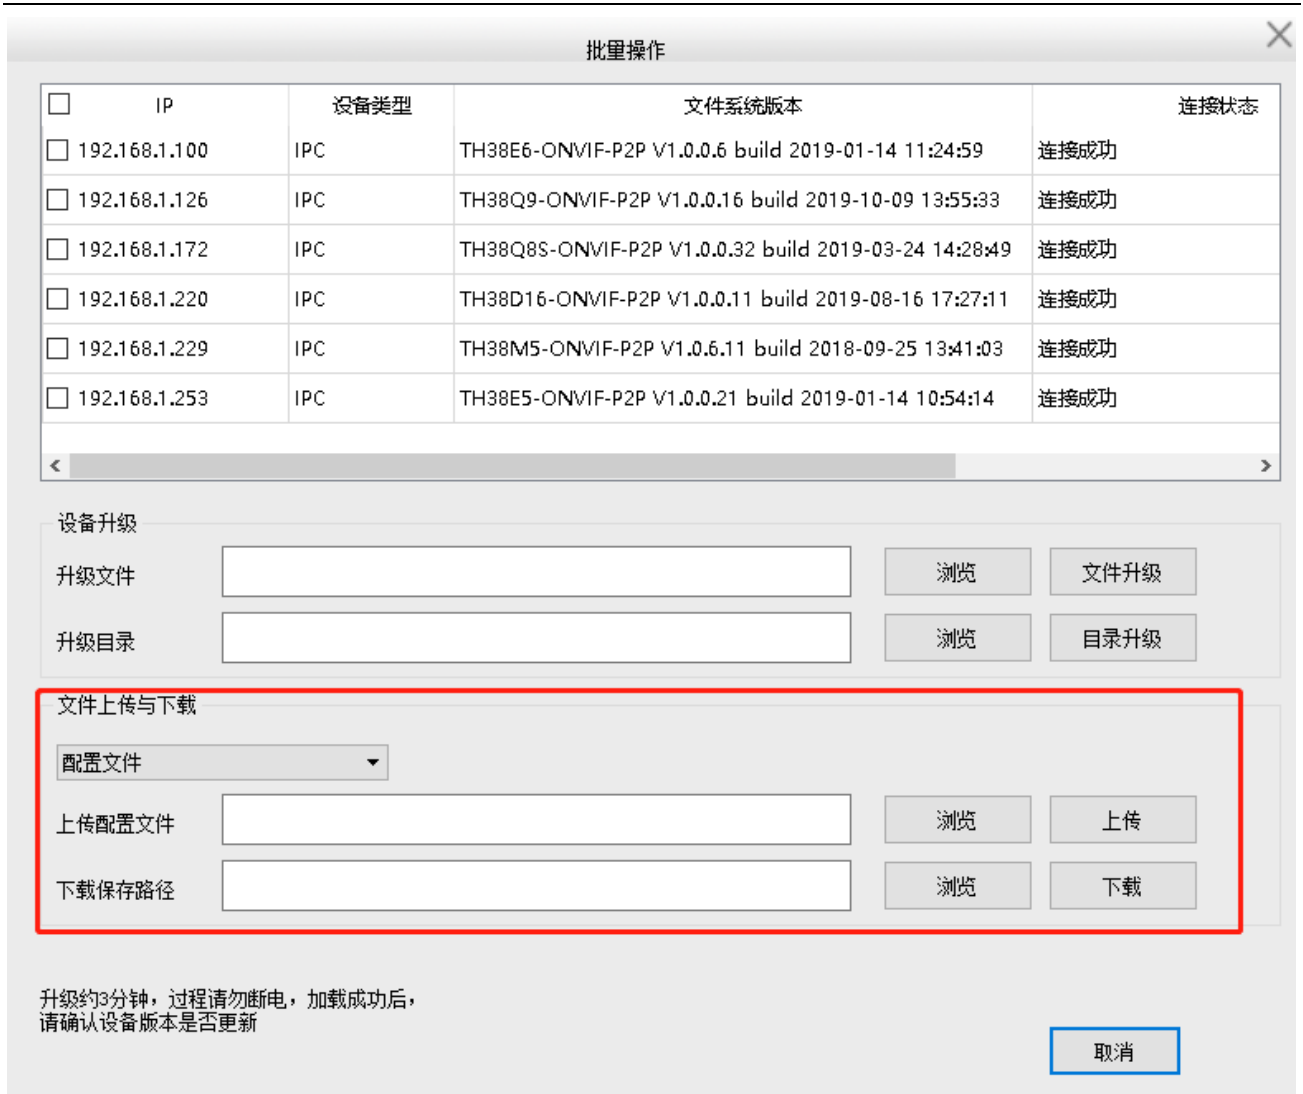 批量操作
IP 设备类型 文件系统版本 连接状态
192.168.1.100 IPC TH38E6-ONVIF-P2P V1.0.0.6 build 2019-01-14 11:24:59 连接成功
192.168.1.126 IPC TH38Q9-ONVIF-P2P V1.0.0.16 build 2019-10-09 13:55:33 连接成功
192.168.1.172 IPC TH38Q8S-ONVIF-P2P V1.0.0.32 build 2019-03-24 14:28:49 连接成功
192.168.1.220 IPC TH38D16-ONVIF-P2P V1.0.0.11 build 2019-08-16 17:27:11 连接成功
192.168.1.229 IPC TH38M5-ONVIF-P2P V1.0.6.11 build 2018-09-25 13:41:03 连接成功
192.168.1.253 IPC TH38E5-ONVIF-P2P V1.0.0.21 build 2019-01-14 10:54:14 连接成功
设备升级
升级文件 浏览 文件升级
升级目录 浏览 目录升级
文件上传与下载
配置文件
上传配置文件 浏览 上传
下载保存路径 浏览 下载
升级约3分钟，过程请勿断电，加载成功后，
请确认设备版本是否更新
取消